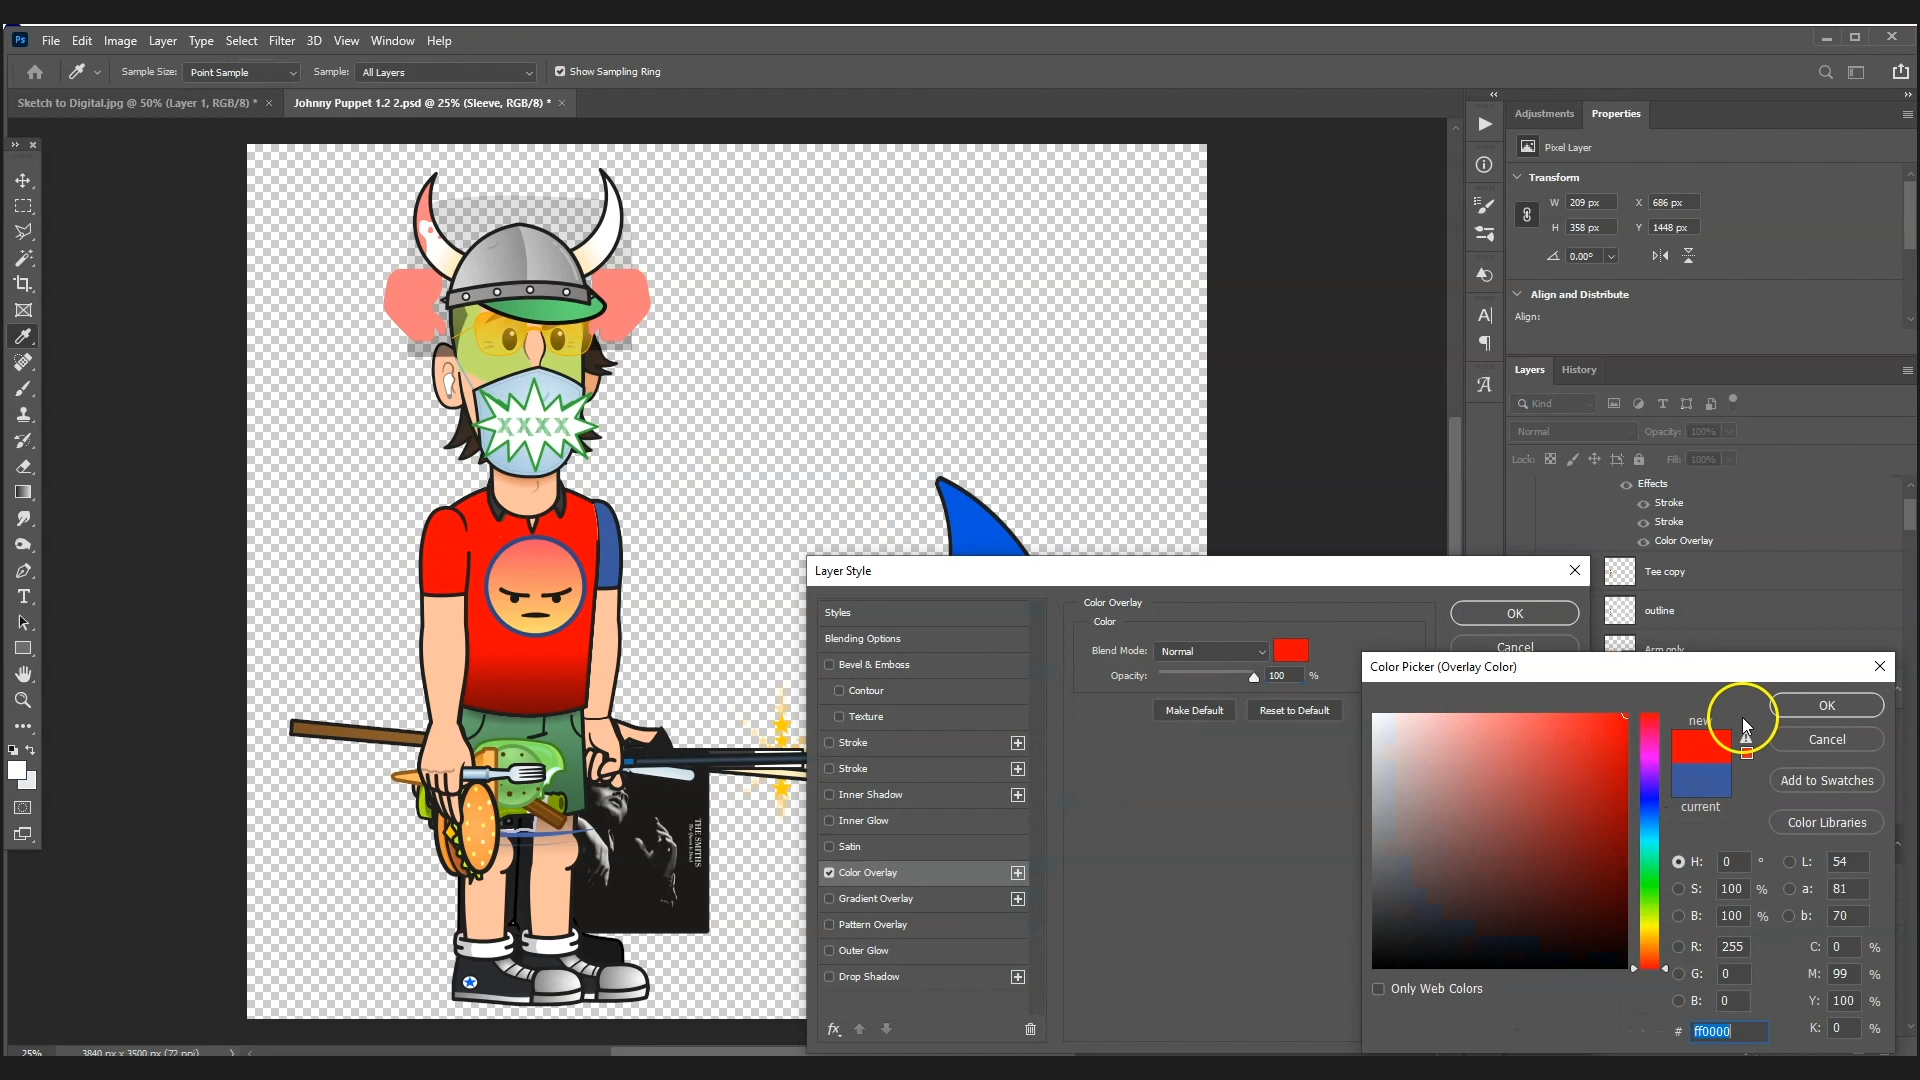 Ps File Edit Image Layer Type Select Filter 3D View Window Help
Sample Size: Point Sample Sample: All Layers Show Sampling Ring
Sketch to Digital.jpg @ 50% (Layer 1, RGB/8) * Johnny Puppet 1.2 2.psd @ 25% (Sleeve, RGB/8) *
Adjustments Properties
Pixel Layer
Transform
W 209 px X 686 px
H 358 px Y 1448 px
0.00°
Align and Distribute
Align:
Layers History
Kind
Normal Opacity: 100%
Lock: Fill: 100%
Effects
Stroke
Stroke
Color Overlay
Tee copy
outline
Arm only
XXXX
THE SMITHS
The Queen Is Dead
Layer Style
Styles
Blending Options
Bevel & Emboss
Contour
Texture
Stroke
Stroke
Inner Shadow
Inner Glow
Satin
Color Overlay
Gradient Overlay
Pattern Overlay
Outer Glow
Drop Shadow
fx
Color Overlay
Color
Blend Mode: Normal
Opacity: 100 %
Make Default Reset to Default
OK
Cancel
Color Picker (Overlay Color)
new
current
OK
Cancel
Add to Swatches
Color Libraries
H: 0 ° L: 54
S: 100 % a: 81
B: 100 % b: 70
R: 255 C: 0 %
G: 0 M: 99 %
B: 0 Y: 100 %
# ff0000 K: 0 %
Only Web Colors
25% 3840 px x 3500 px (72 ppi)